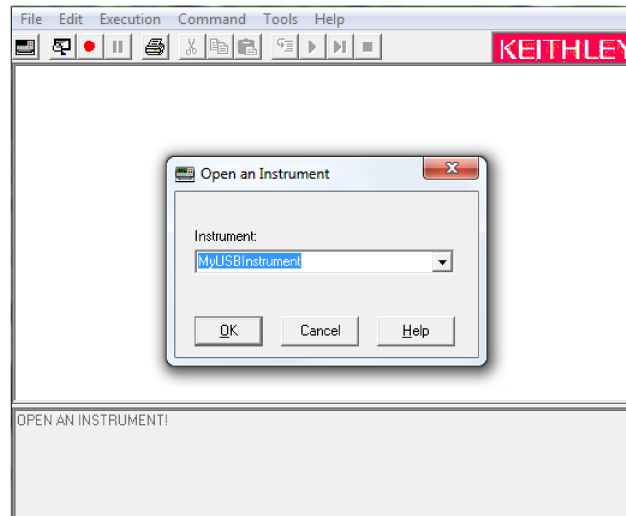 File Edit Execution Command Tools Help
KEITHLEY
Open an Instrument
Instrument:
MyUSBInstrument
OK Cancel Help
OPEN AN INSTRUMENT!